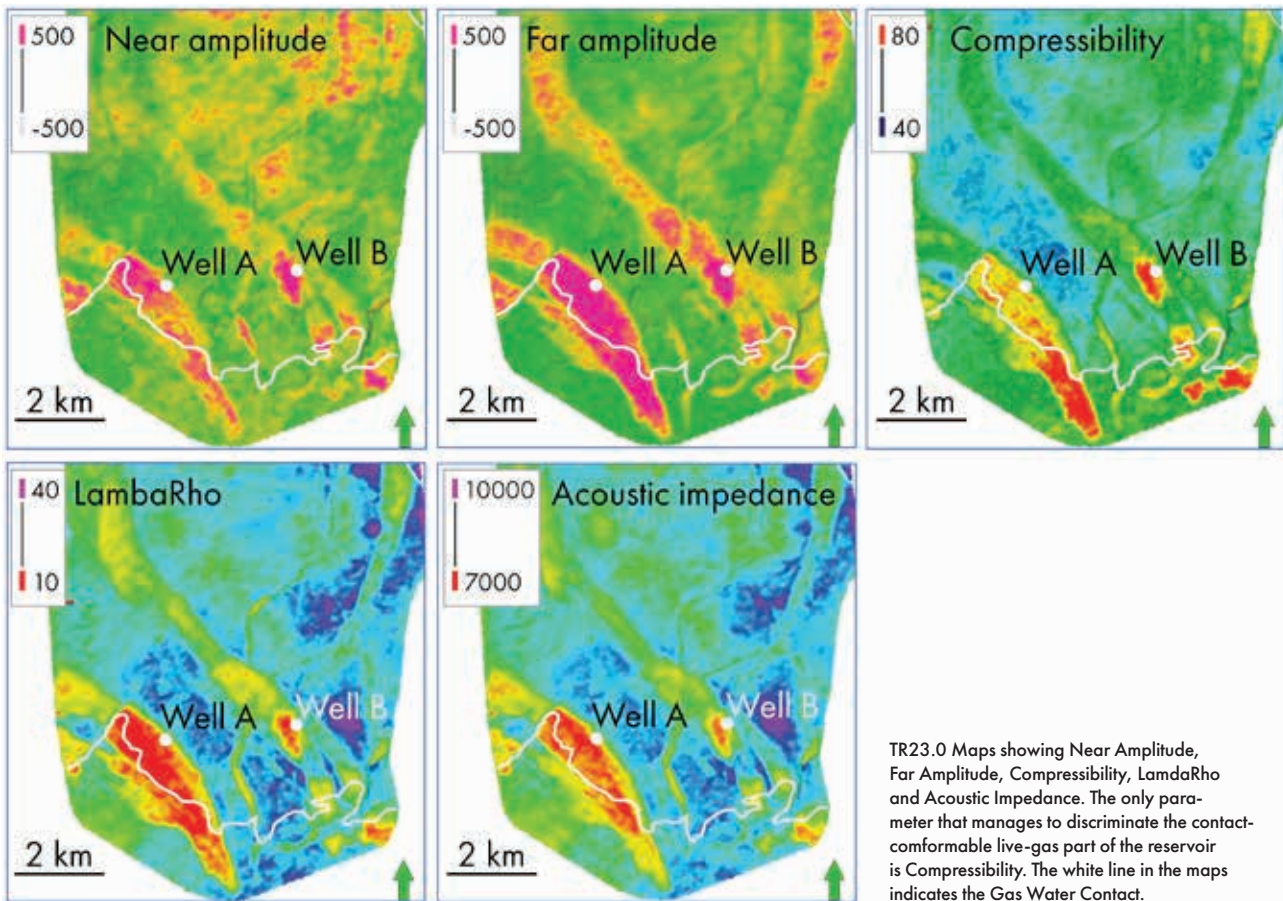 500
Near amplitude
-500
Well A
Well B
2 km
500
Far amplitude
-500
Well A
Well B
2 km
80
Compressibility
40
Well A
Well B
2 km
40
LambaRho
10
Well A
Well B
2 km
10000
Acoustic impedance
7000
Well A
Well B
2 km
TR23.0 Maps showing Near Amplitude,
Far Amplitude, Compressibility, LamdaRho
and Acoustic Impedance. The only para-
meter that manages to discriminate the contact-
comformable live-gas part of the reservoir
is Compressibility. The white line in the maps
indicates the Gas Water Contact.